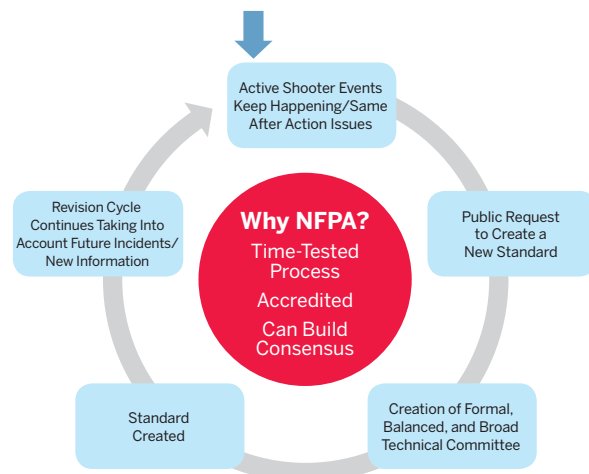 Active Shooter Events
Keep Happening/Same
After Action Issues
Public Request
to Create a
New Standard
Creation of Formal,
Balanced, and Broad
Technical Committee
Standard
Created
Revision Cycle
Continues Taking Into
Account Future Incidents/
New Information
Why NFPA?
Time-Tested
Process
Accredited
Can Build
Consensus